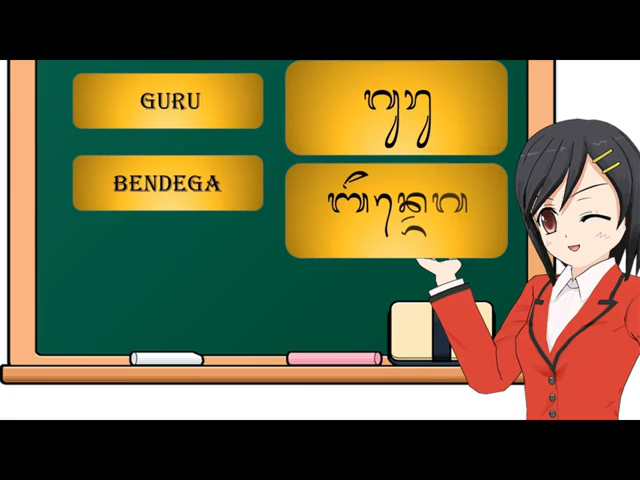 GURU ᬕᬸᬭᬸ
BENDEGA ᬩᭂᬦ᭄ᬤᬾᬕ